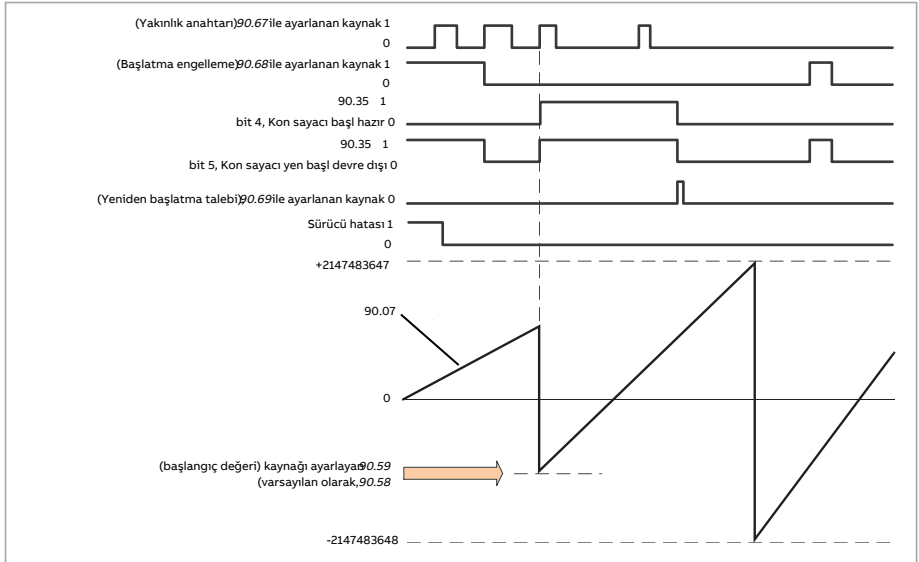 (Yakınlık anahtarı)90.67ile ayarlanan kaynak 1
0
(Başlatma engelleme)90.68ile ayarlanan kaynak 1
0
90.35 1
bit 4, Kon sayacı başl hazır 0
90.35 1
bit 5, Kon sayacı yen başl devre dışı 0
(Yeniden başlatma talebi)90.69ile ayarlanan kaynak 0
Sürücü hatası 1
0
+2147483647
90.07
0
(başlangıç değeri) kaynağı ayarlayan90.59
(varsayılan olarak,90.58
-2147483648